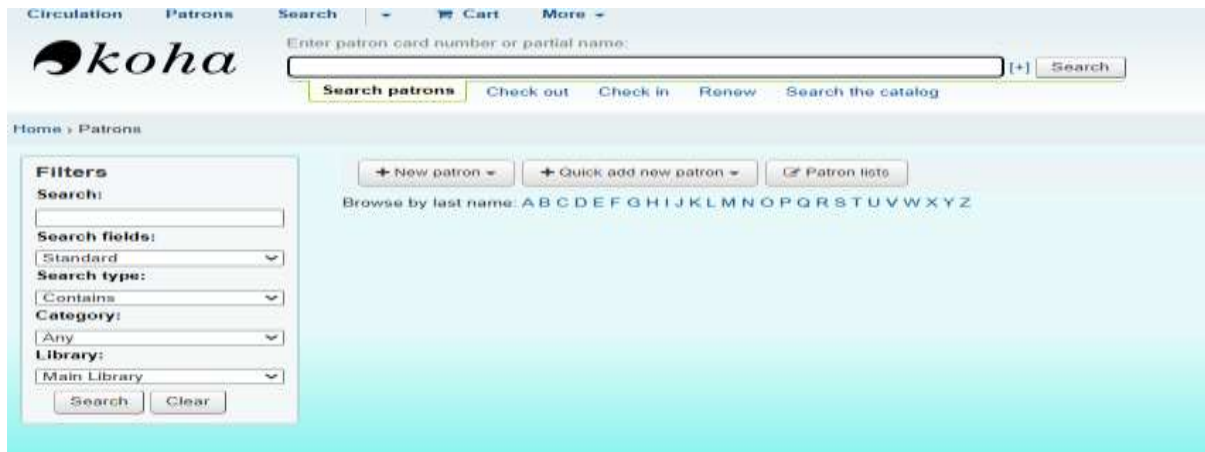 Circulation Patrons Search Cart More
koha
Enter patron card number or partial name:
[+] Search
Search patrons Check out Check in Renew Search the catalog
Home › Patrons
Filters
Search:
Search fields:
Standard
Search type:
Contains
Category:
Any
Library:
Main Library
Search Clear
+ New patron + Quick add new patron Patron lists
Browse by last name: A B C D E F G H I J K L M N O P Q R S T U V W X Y Z